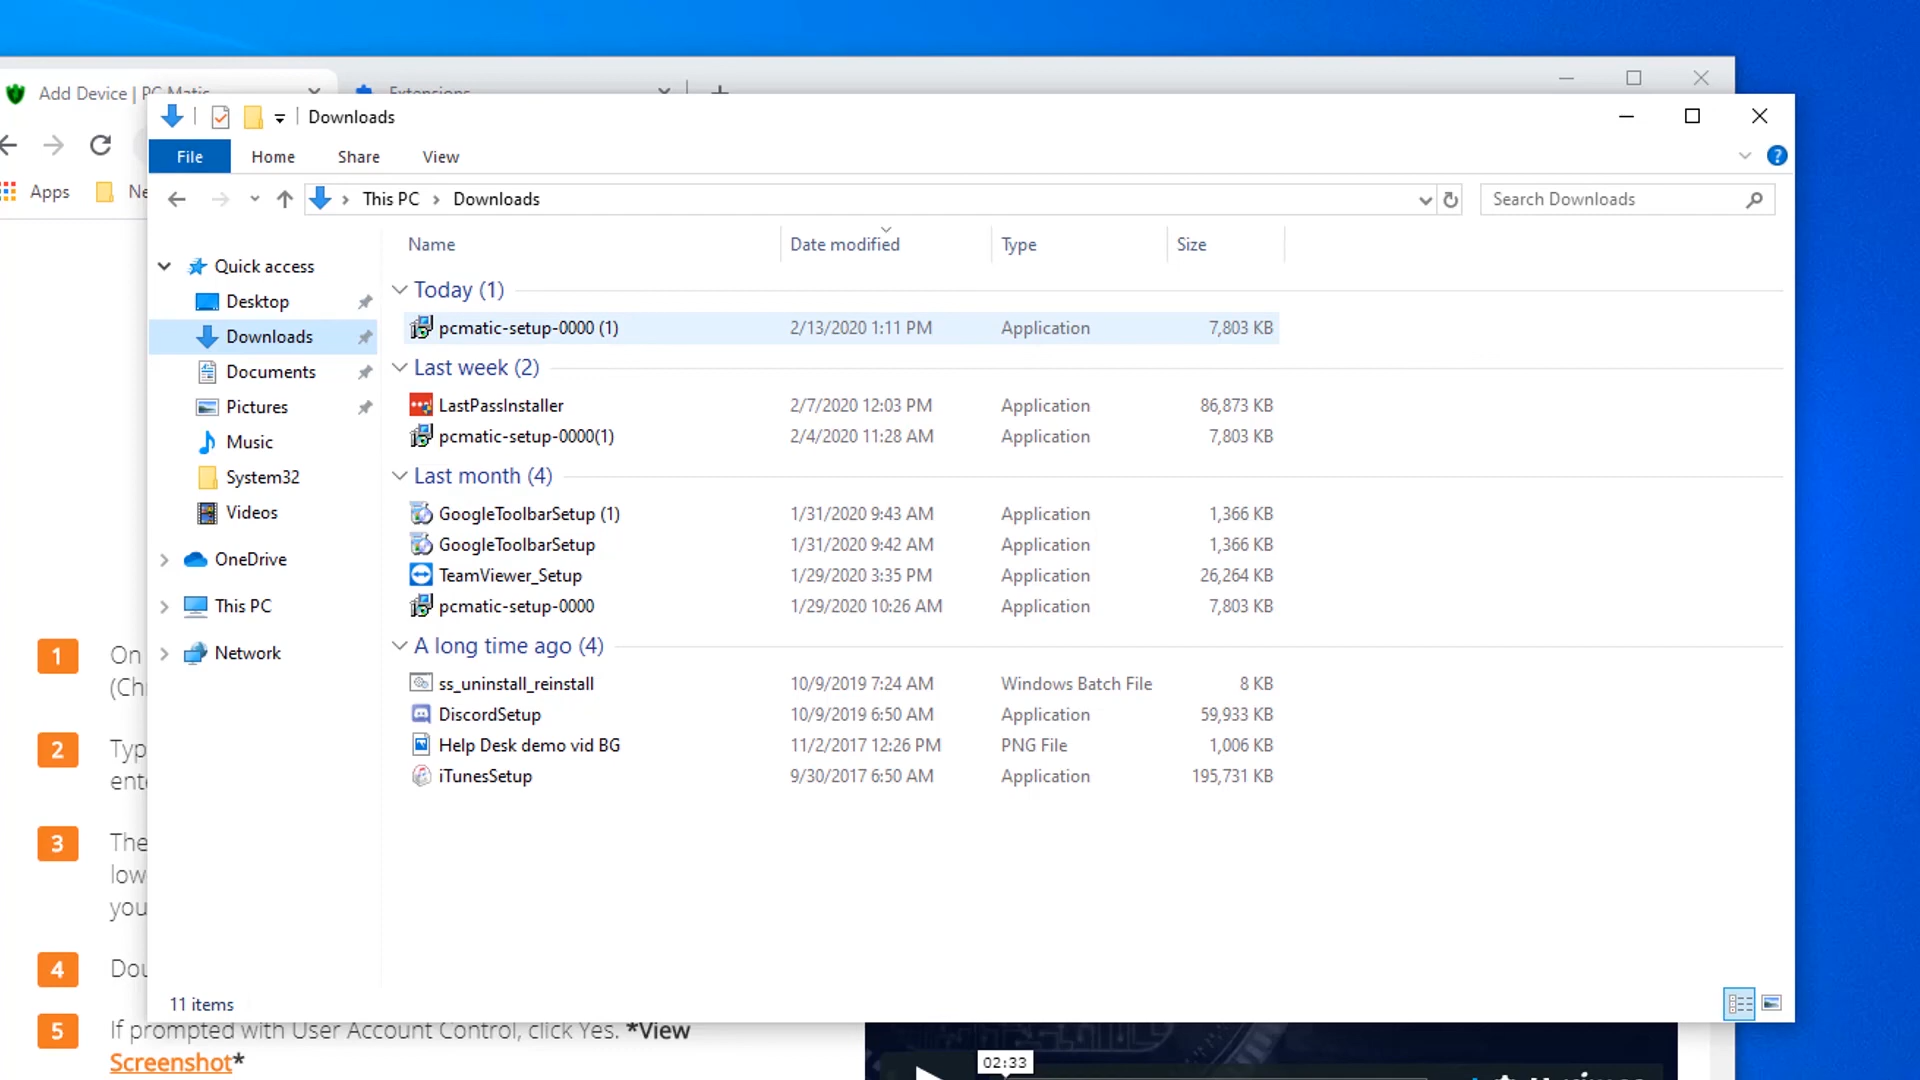 Add Device | PC Matic
Extensions
Downloads
File Home Share View
Apps Ne
This PC Downloads
Search Downloads
Name Date modified Type Size
Quick access
Desktop
Downloads
Documents
Pictures
Music
System32
Videos
OneDrive
This PC
Network
Today (1)
pcmatic-setup-0000 (1) 2/13/2020 1:11 PM Application 7,803 KB
Last week (2)
LastPassInstaller 2/7/2020 12:03 PM Application 86,873 KB
pcmatic-setup-0000(1) 2/4/2020 11:28 AM Application 7,803 KB
Last month (4)
GoogleToolbarSetup (1) 1/31/2020 9:43 AM Application 1,366 KB
GoogleToolbarSetup 1/31/2020 9:42 AM Application 1,366 KB
TeamViewer_Setup 1/29/2020 3:35 PM Application 26,264 KB
pcmatic-setup-0000 1/29/2020 10:26 AM Application 7,803 KB
A long time ago (4)
ss_uninstall_reinstall 10/9/2019 7:24 AM Windows Batch File 8 KB
DiscordSetup 10/9/2019 6:50 AM Application 59,933 KB
Help Desk demo vid BG 11/2/2017 12:26 PM PNG File 1,006 KB
iTunesSetup 9/30/2017 6:50 AM Application 195,731 KB
11 items
1 On
(Ch
2 Typ
ente
3 The
low
you
4 Dou
5 If prompted with User Account Control, click Yes. *View
Screenshot*
02:33